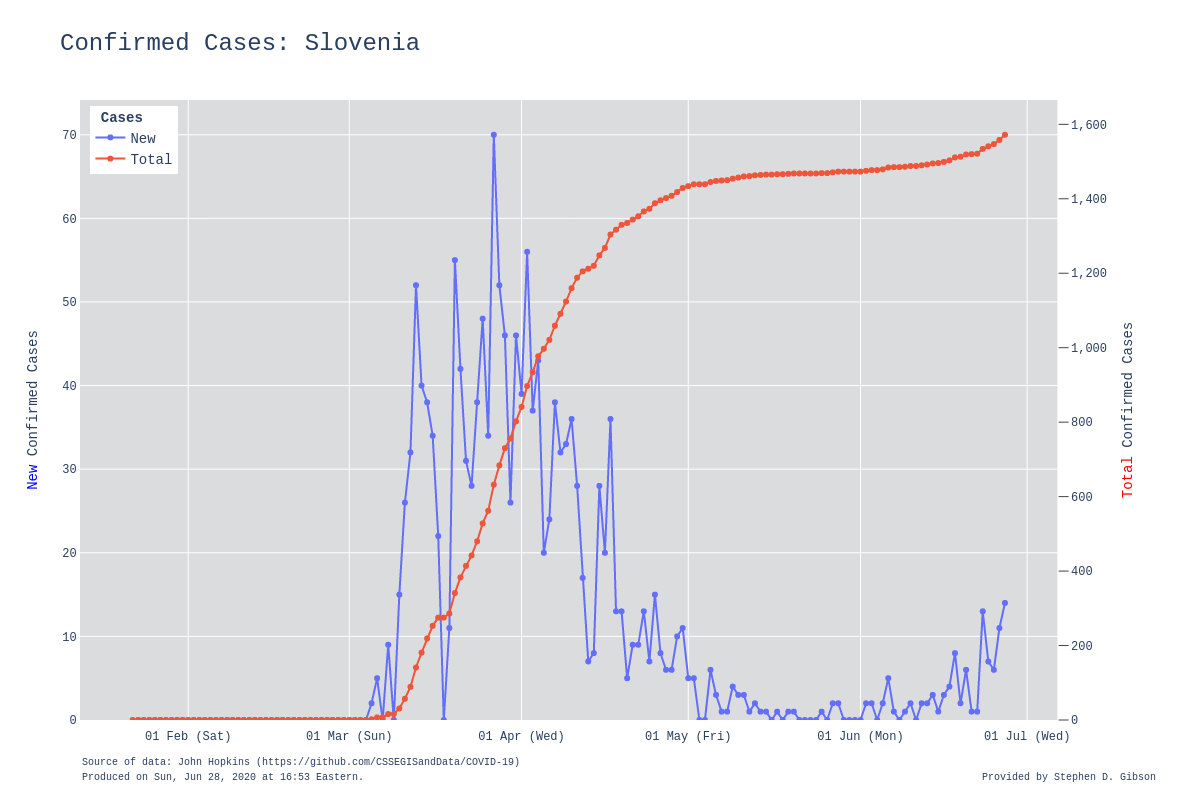 Confirmed Cases: Slovenia
Cases
New
Total
70
60
50
40
30
20
10
0
1,600
1,400
1,200
1,000
800
600
400
200
0
New Confirmed Cases
Total Confirmed Cases
01 Feb (Sat)
01 Mar (Sun)
01 Apr (Wed)
01 May (Fri)
01 Jun (Mon)
01 Jul (Wed)
Source of data: John Hopkins (https://github.com/CSSEGISandData/COVID-19)
Produced on Sun, Jun 28, 2020 at 16:53 Eastern.
Provided by Stephen D. Gibson